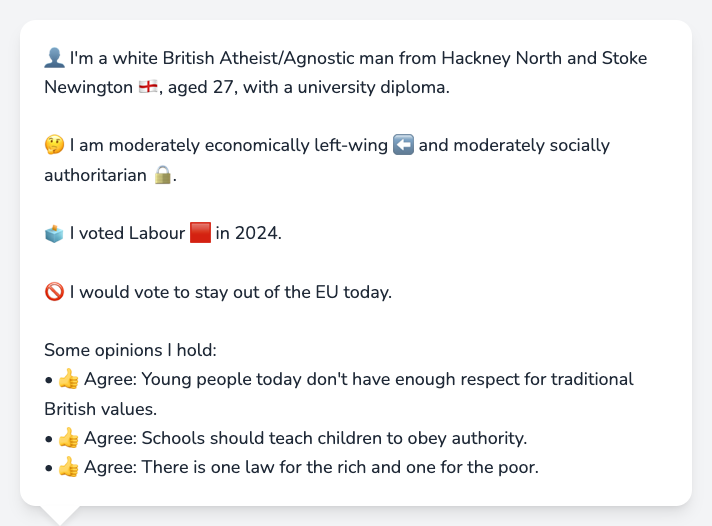 👤 I'm a white British Atheist/Agnostic man from Hackney North and Stoke
Newington 🏴󠁧󠁢󠁥󠁮󠁧󠁿, aged 27, with a university diploma.
🤔 I am moderately economically left-wing ⬅️ and moderately socially
authoritarian 🔒.
🗳️ I voted Labour 🟥 in 2024.
🚫 I would vote to stay out of the EU today.
Some opinions I hold:
• 👍 Agree: Young people today don't have enough respect for traditional
British values.
• 👍 Agree: Schools should teach children to obey authority.
• 👍 Agree: There is one law for the rich and one for the poor.